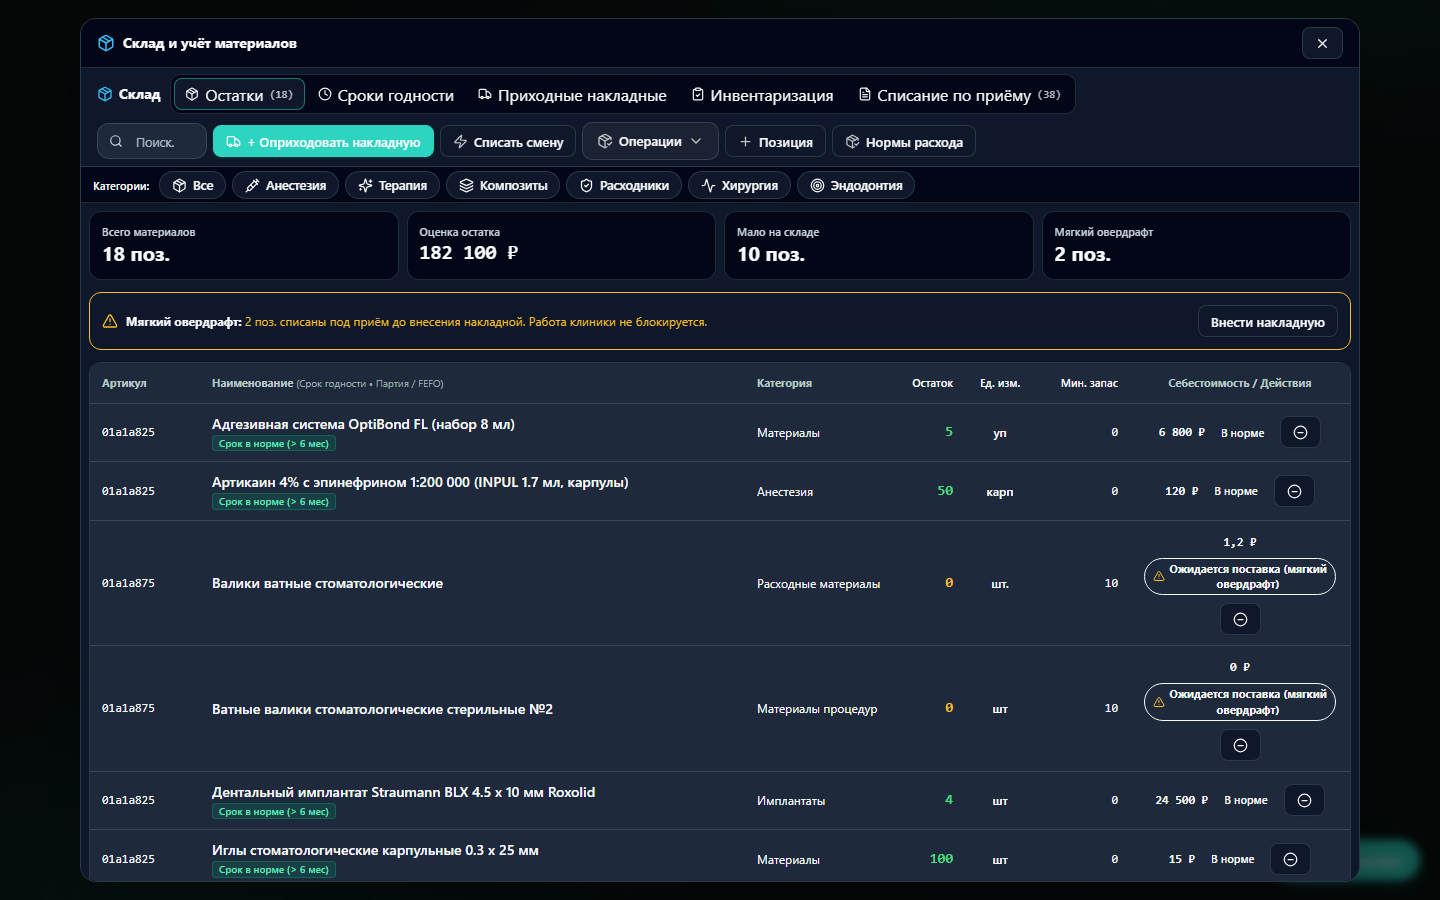 Склад и учёт материалов
Склад
Остатки (18)
Сроки годности
Приходные накладные
Инвентаризация
Списание по приёму (38)
Поиск.
+ Оприходовать накладную
Списать смену
Операции
Позиция
Нормы расхода
Категории:
Все
Анестезия
Терапия
Композиты
Расходники
Хирургия
Эндодонтия
Всего материалов
18 поз.
Оценка остатка
182 100 ₽
Мало на складе
10 поз.
Мягкий овердрафт
2 поз.
Мягкий овердрафт: 2 поз. списаны под приём до внесения накладной. Работа клиники не блокируется.
Внести накладную
Артикул Наименование (Срок годности • Партия / FEFO) Категория Остаток Ед. изм. Мин. запас Себестоимость / Действия
01a1a825 Адгезивная система OptiBond FL (набор 8 мл) Материалы 5 уп 0 6 800 ₽ В норме
Срок в норме (> 6 мес)
01a1a825 Артикаин 4% с эпинефрином 1:200 000 (INPUL 1.7 мл, карпулы) Анестезия 50 карп 0 120 ₽ В норме
Срок в норме (> 6 мес)
01a1a875 Валики ватные стоматологические Расходные материалы 0 шт. 10 1,2 ₽
Ожидается поставка (мягкий
овердрафт)
01a1a875 Ватные валики стоматологические стерильные №2 Материалы процедур 0 шт 10 0 ₽
Ожидается поставка (мягкий
овердрафт)
01a1a825 Дентальный имплантат Straumann BLX 4.5 x 10 мм Roxolid Имплантаты 4 шт 0 24 500 ₽ В норме
Срок в норме (> 6 мес)
01a1a825 Иглы стоматологические карпульные 0.3 x 25 мм Материалы 100 шт 0 15 ₽ В норме
Срок в норме (> 6 мес)